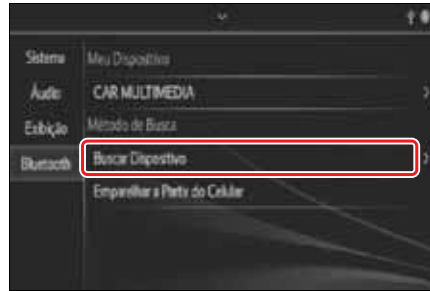 Sistema
Meu Dispositivo
Áudio
CAR MULTIMEDIA
Exibição
Método de Busca
Bluetooth
Buscar Dispositivo
Emparelhar a Partir do Celular